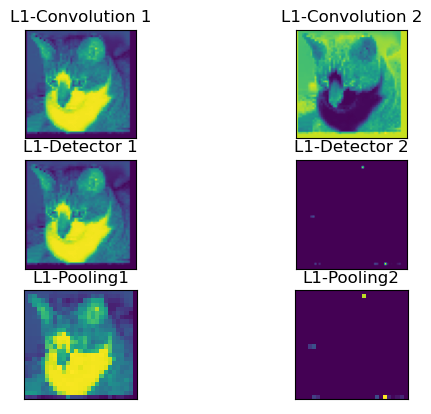 L1-Convolution 1
L1-Convolution 2
L1-Detector 1
L1-Detector 2
L1-Pooling1
L1-Pooling2